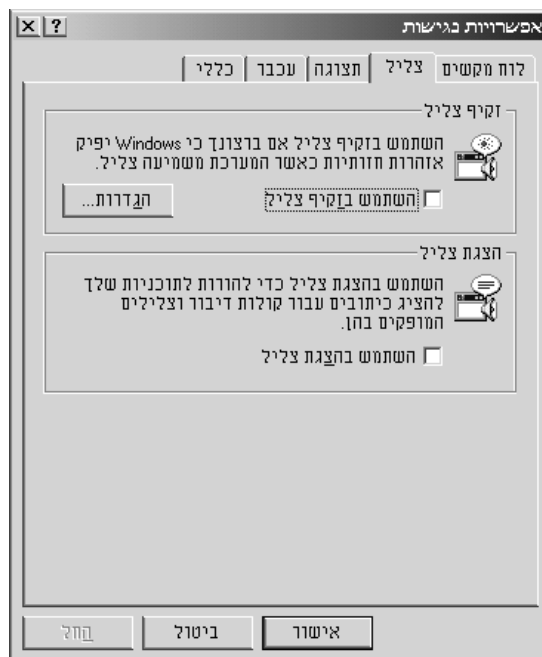 אפשרויות נגישות
לוח מקשים צליל תצוגה עכבר כללי
זקיף צליל
השתמש בזקיף צליל אם ברצונך כי Windows יפיק
אזהרות חזותיות כאשר המערכת משמיעה צליל.
השתמש בזקיף צליל הגדרות...
הצגת צליל
השתמש בהצגת צליל כדי להורות לתוכניות שלך
להציג כיתובים עבור קולות דיבור וצלילים
המופקים בהן.
השתמש בהצגת צליל
אישור ביטול החל